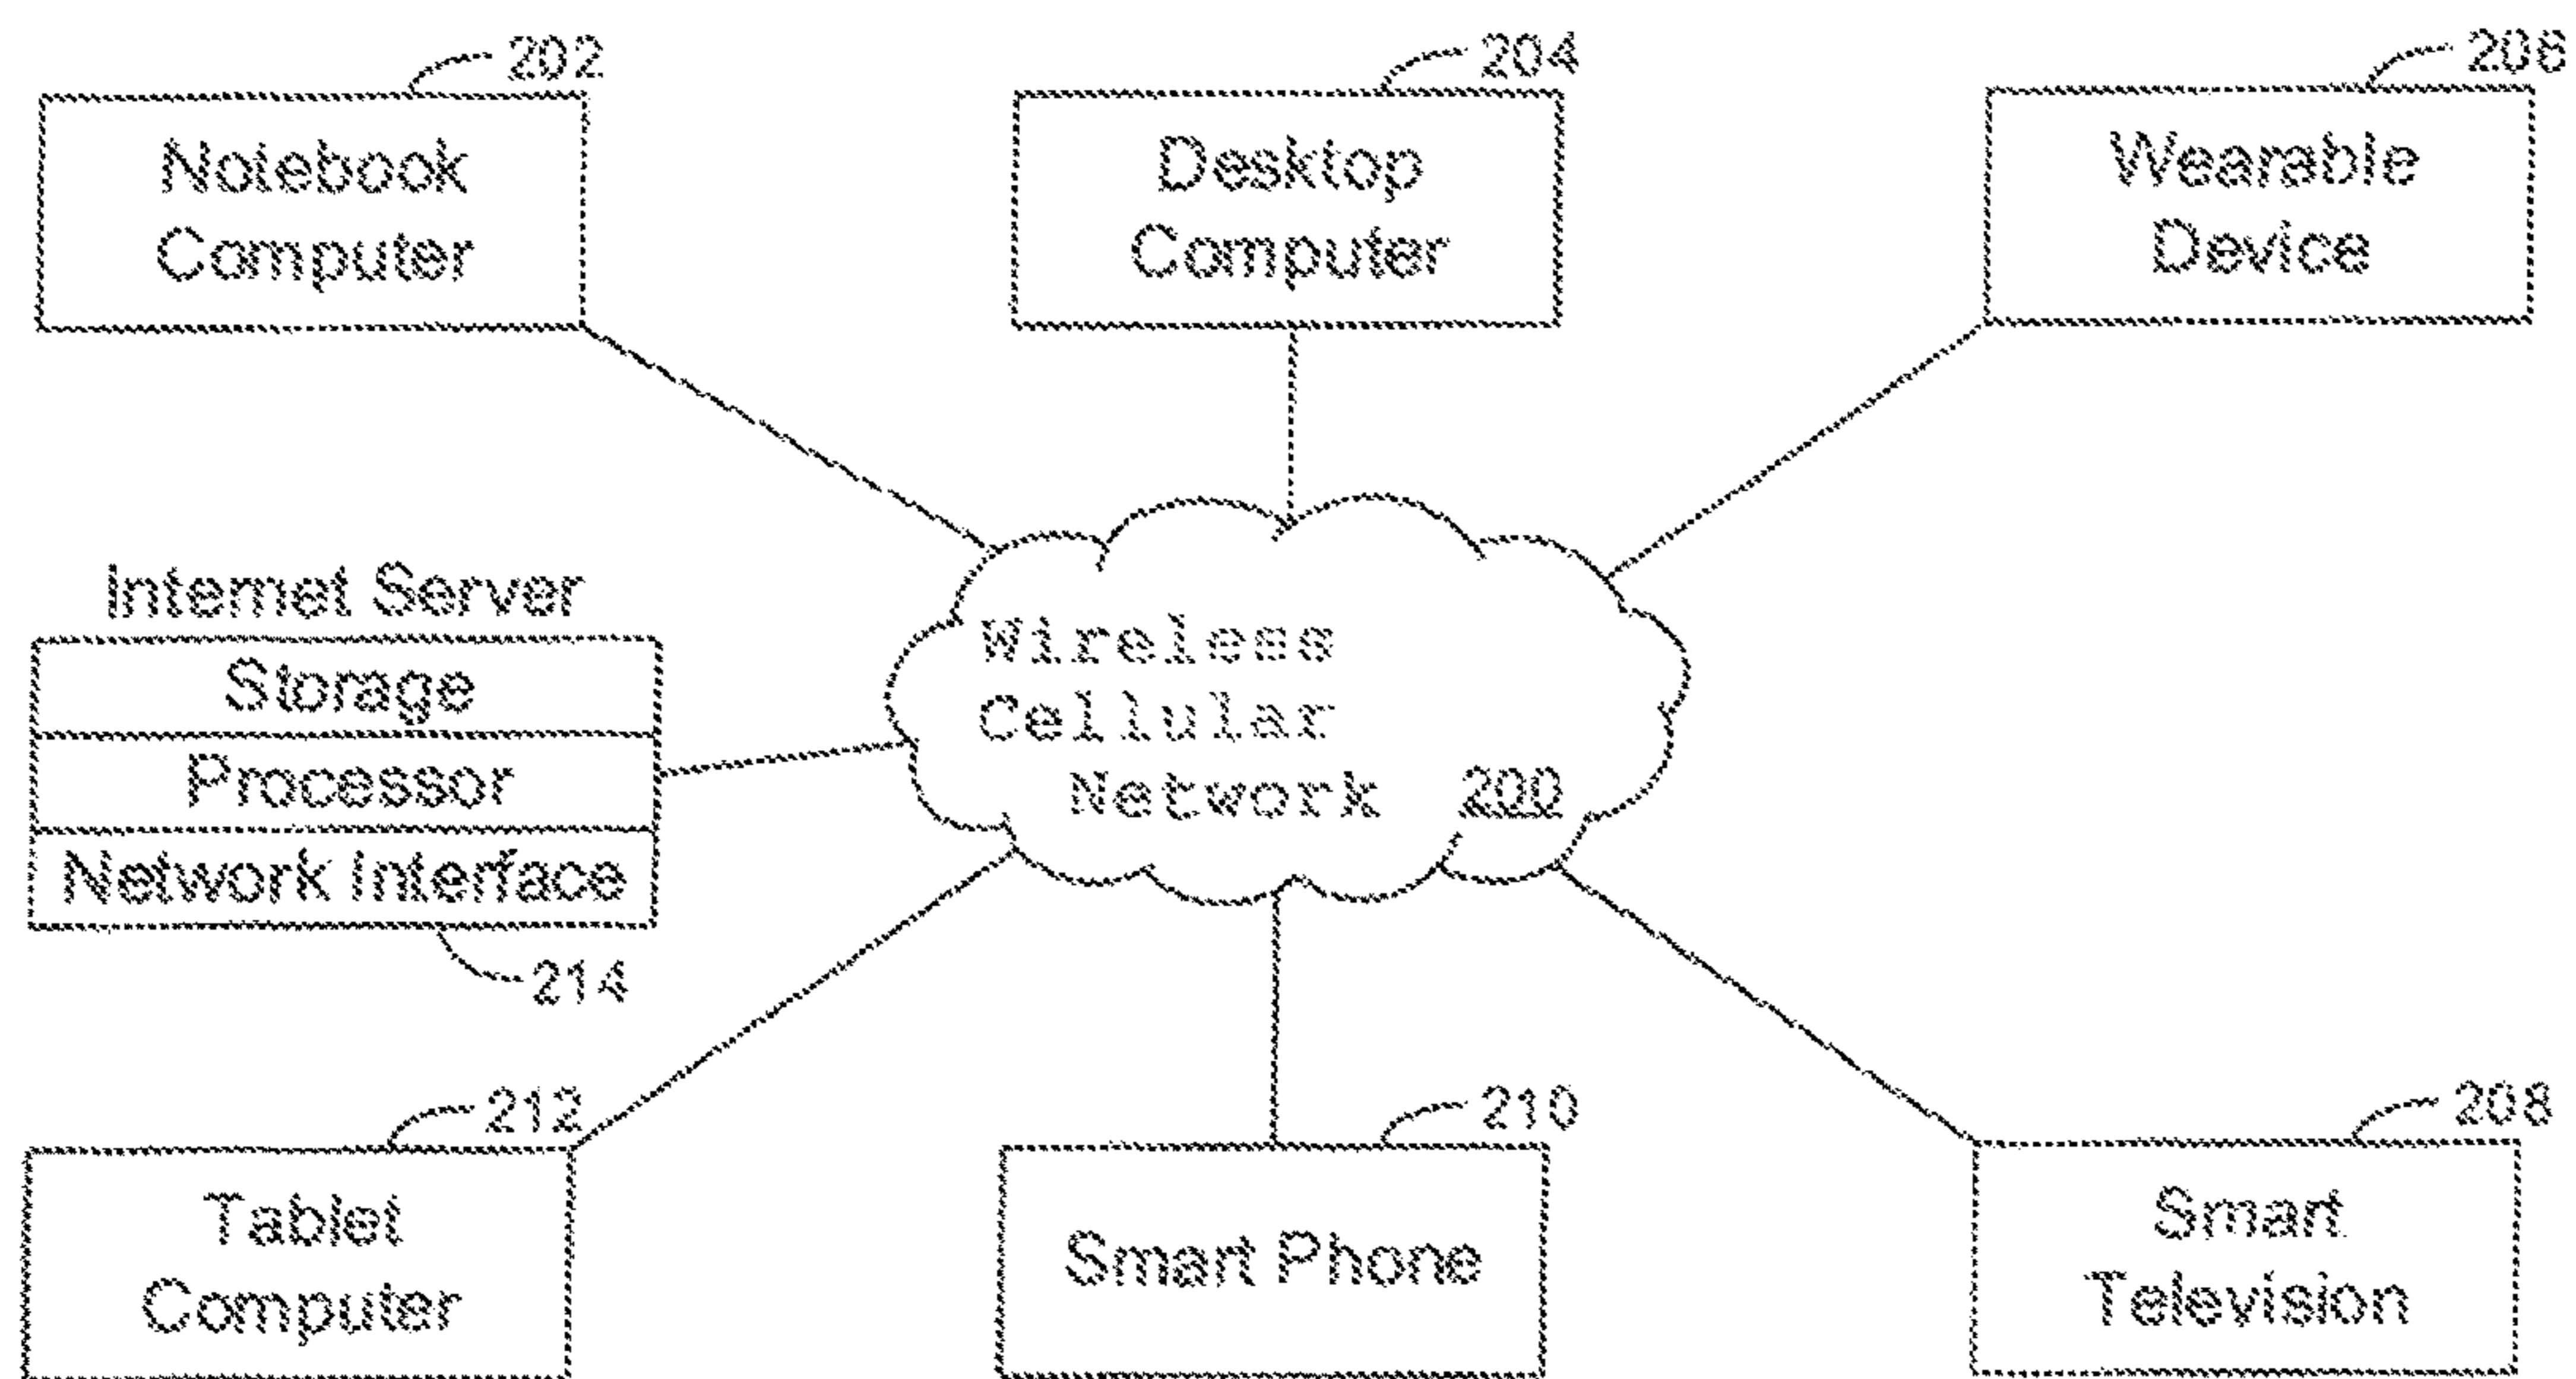 202
Notebook
Computer
204
Desktop
Computer
206
Wearable
Device
Internet Server
Storage
Processor
Network Interface
214
Wireless
Cellular
Network 200
212
Tablet
Computer
210
Smart Phone
208
Smart
Television